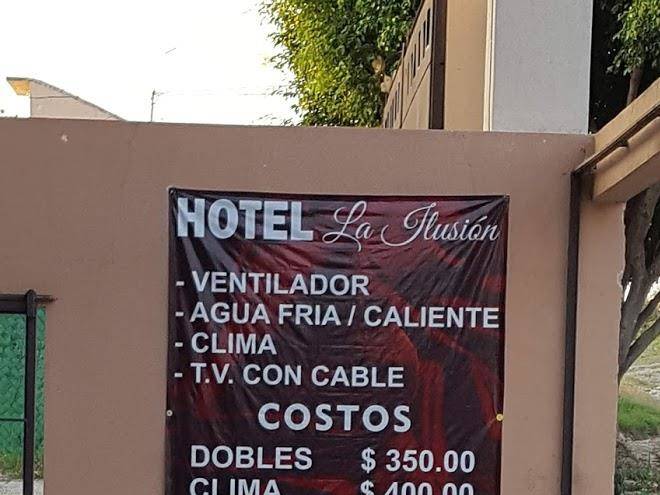 HOTEL La Ilusión
- VENTILADOR
- AGUA FRIA / CALIENTE
- CLIMA
- T.V. CON CABLE
COSTOS
DOBLES $ 350.00
CLIMA $ 400.00